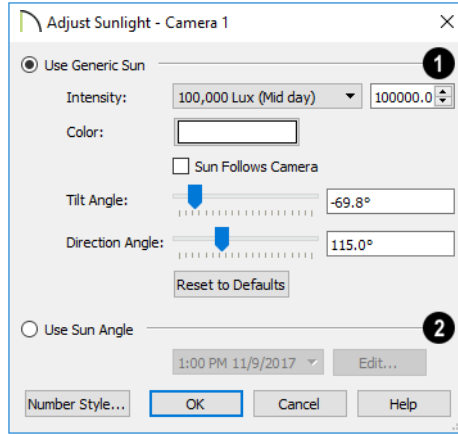 Adjust Sunlight - Camera 1
Use Generic Sun 1
Intensity: 100,000 Lux (Mid day) 100000.0
Color:
Sun Follows Camera
Tilt Angle: -69.8°
Direction Angle: 115.0°
Reset to Defaults
Use Sun Angle 2
1:00 PM 11/9/2017 Edit...
Number Style... OK Cancel Help